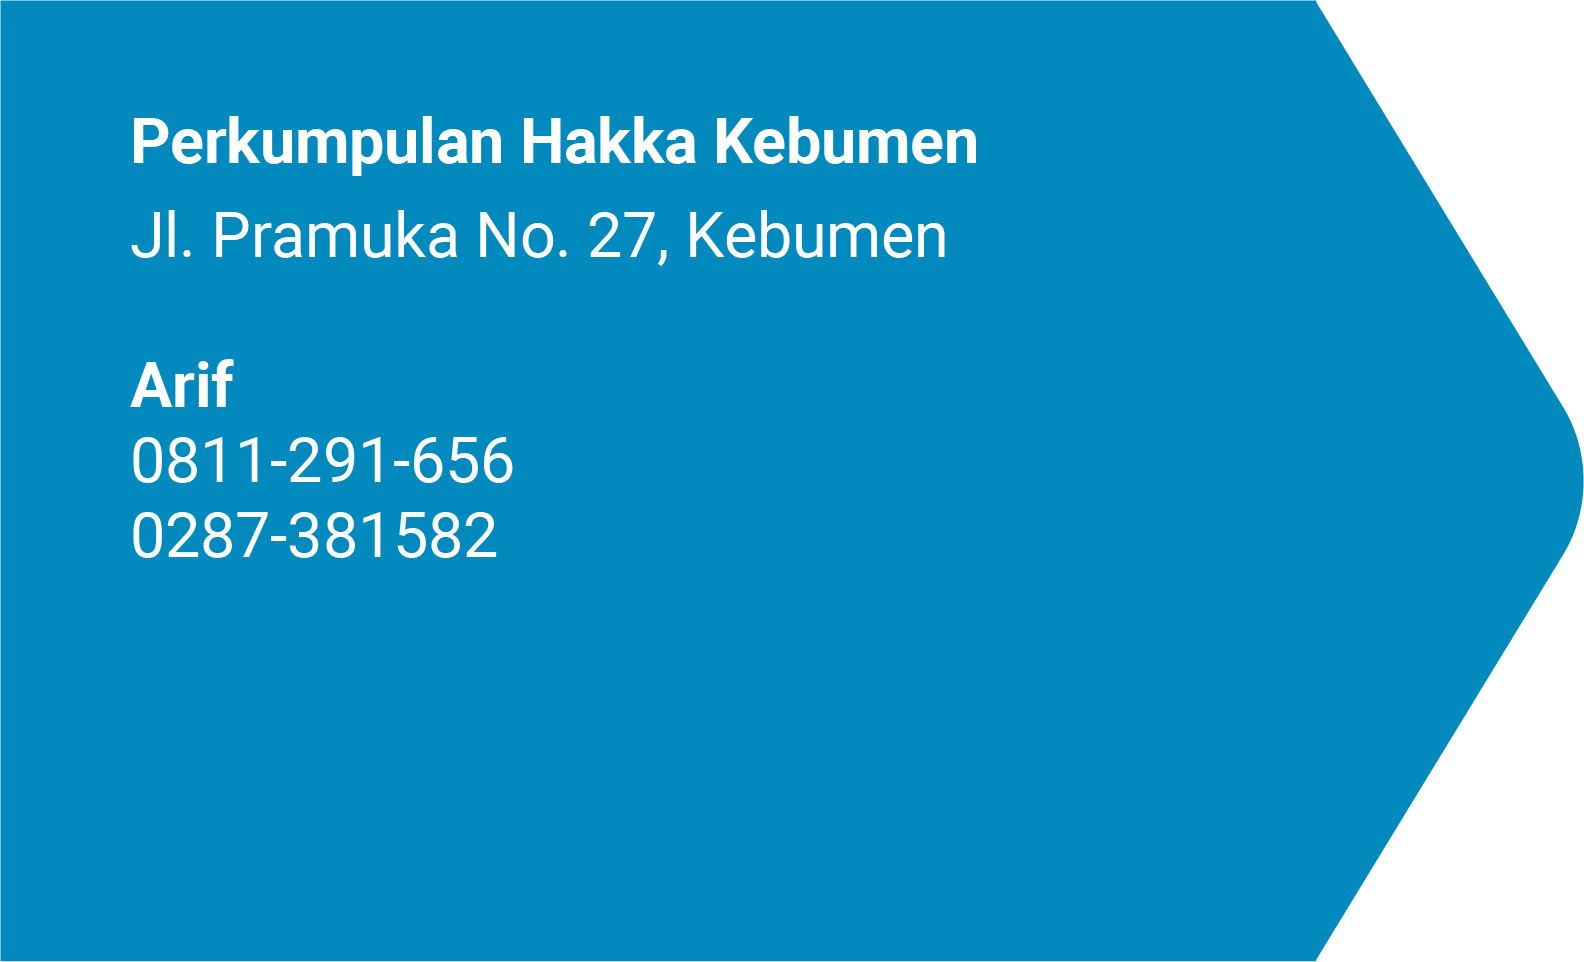 Perkumpulan Hakka Kebumen
Jl. Pramuka No. 27, Kebumen
Arif
0811-291-656
0287-381582